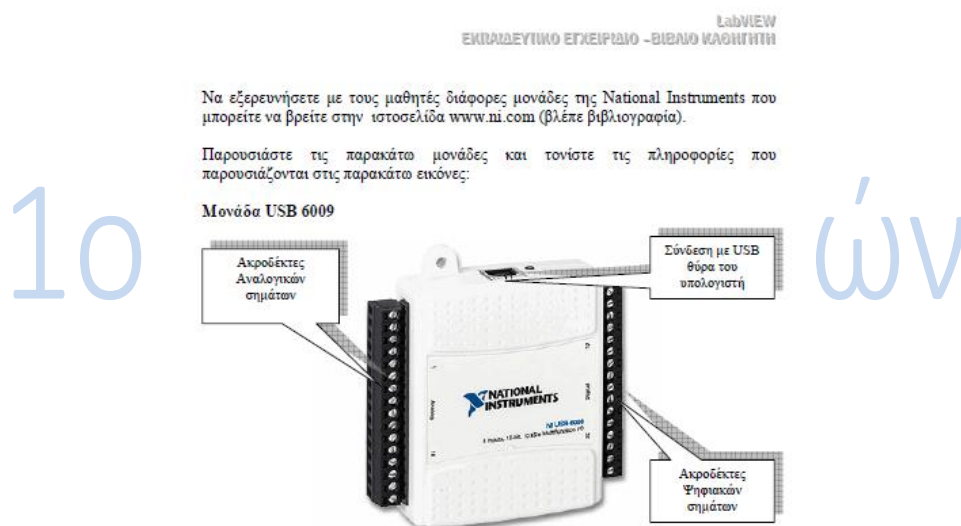 LabVIEW
ΕΚΠΑΙΔΕΥΤΙΚΟ ΕΓΧΕΙΡΙΔΙΟ –ΒΙΒΛΙΟ ΚΑΘΗΓΗΤΗ
Να εξερευνήσετε με τους μαθητές διάφορες μονάδες της National Instruments που
μπορείτε να βρείτε στην ιστοσελίδα www.ni.com (βλέπε βιβλιογραφία).
Παρουσιάστε τις παρακάτω μονάδες και τονίστε τις πληροφορίες που
παρουσιάζονται στις παρακάτω εικόνες:
1ο
ών
Μονάδα USB 6009
Ακροδέκτες
Αναλογικών
σημάτων
Σύνδεση με USB
θύρα του
υπολογιστή
NATIONAL
INSTRUMENTS
Ακροδέκτες
Ψηφιακών
σημάτων